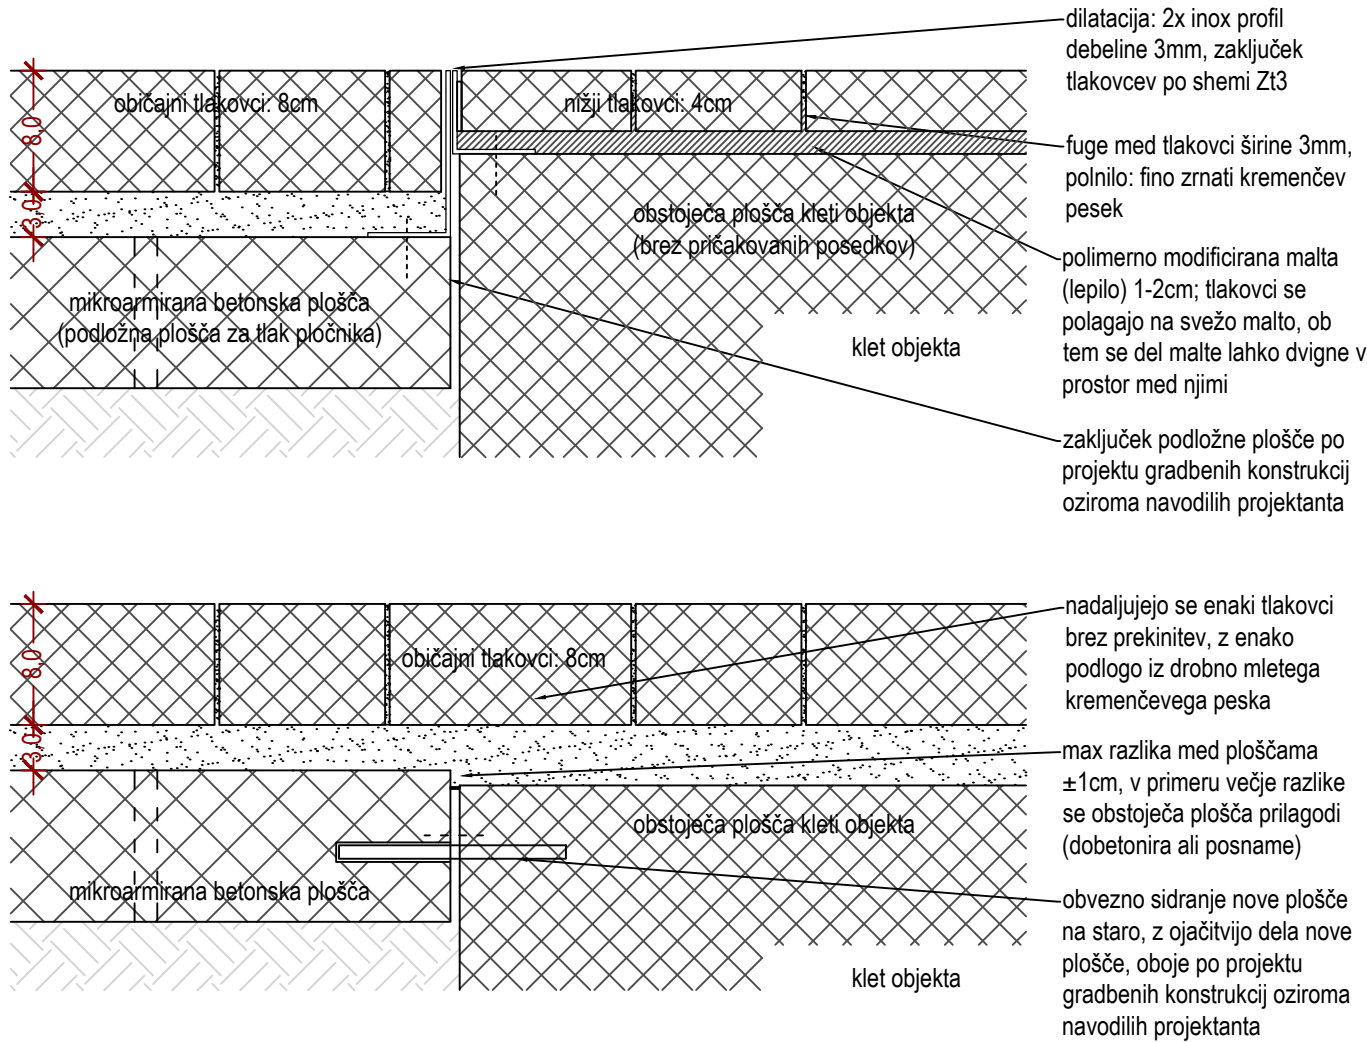 dilatacija: 2x inox profil
debeline 3mm, zaključek
tlakovcev po shemi Zt3
običajni tlakovci: 8cm
nižji tlakovci: 4cm
8,0
3,0
fuge med tlakovci širine 3mm,
polnilo: fino zrnati kremenčev
pesek
obstoječa plošča kleti objekta
(brez pričakovanih posedkov)
polimerno modificirana malta
(lepilo) 1-2cm; tlakovci se
polagajo na svežo malto, ob
tem se del malte lahko dvigne v
prostor med njimi
mikroarmirana betonska plošča
(podložna plošča za tlak pločnika)
klet objekta
zaključek podložne plošče po
projektu gradbenih konstrukcij
oziroma navodilih projektanta
nadaljujejo se enaki tlakovci
brez prekinitev, z enako
podlogo iz drobno mletega
kremenčevega peska
8,0
običajni tlakovci: 8cm
3,0
max razlika med ploščama
±1cm, v primeru večje razlike
se obstoječa plošča prilagodi
(dobetonira ali posname)
obstoječa plošča kleti objekta
mikroarmirana betonska plošča
obvezno sidranje nove plošče
na staro, z ojačitvijo dela nove
plošče, oboje po projektu
gradbenih konstrukcij oziroma
navodilih projektanta
klet objekta